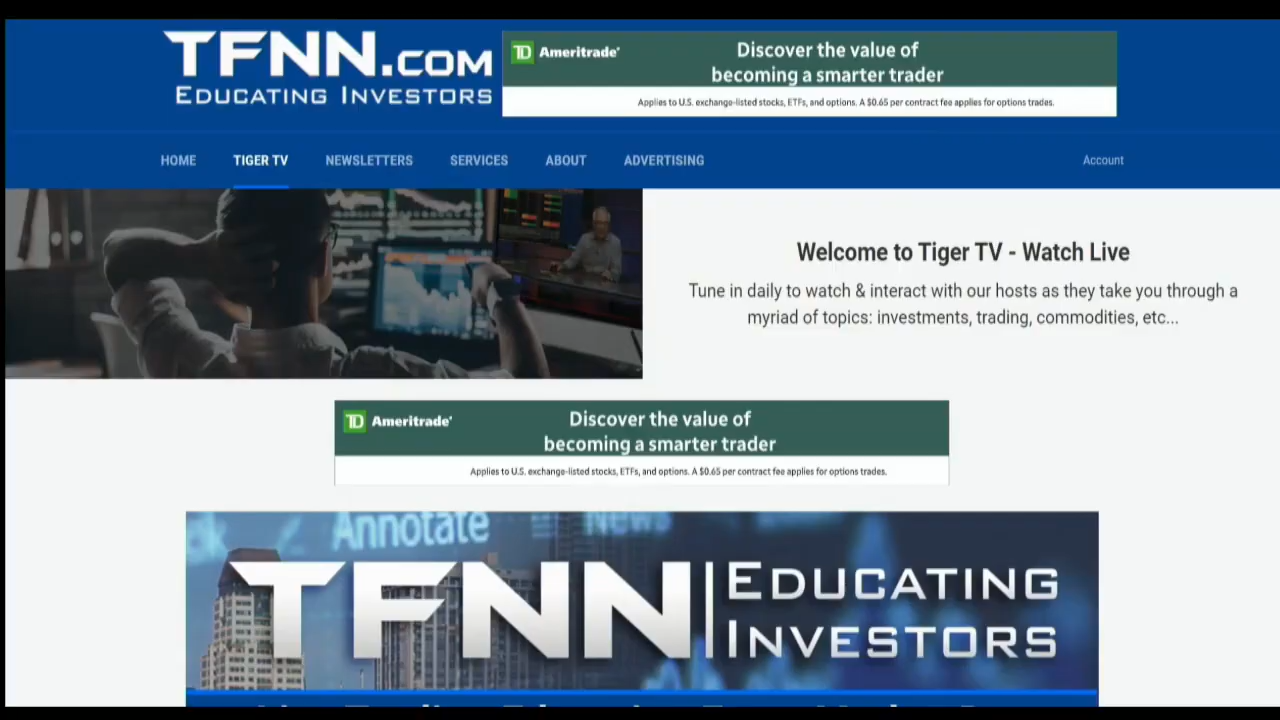 TFNN.COM
EDUCATING INVESTORS
TD Ameritrade
Discover the value of
becoming a smarter trader
Applies to U.S. exchange-listed stocks, ETFs, and options. A $0.65 per contract fee applies for options trades.
HOME TIGER TV NEWSLETTERS SERVICES ABOUT ADVERTISING Account
Welcome to Tiger TV - Watch Live
Tune in daily to watch & interact with our hosts as they take you through a
myriad of topics: investments, trading, commodities, etc...
TD Ameritrade
Discover the value of
becoming a smarter trader
Applies to U.S. exchange-listed stocks, ETFs, and options. A $0.65 per contract fee applies for options trades.
Annotate News
TFNN EDUCATING
INVESTORS